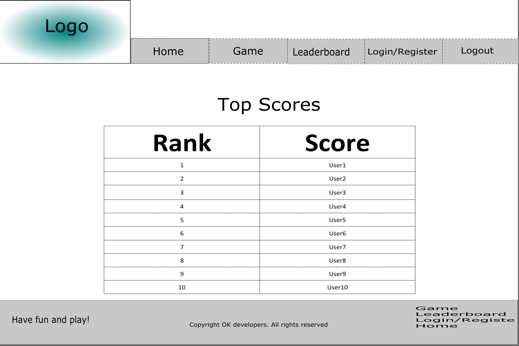 Logo
Home Game Leaderboard Login/Register Logout
Top Scores
Rank Score
1 User1
2 User2
3 User3
4 User4
5 User5
6 User6
7 User7
8 User8
9 User9
10 User10
Have fun and play!
Copyright OK developers. All rights reserved
Game
Leaderboard
Login/Registe
Home